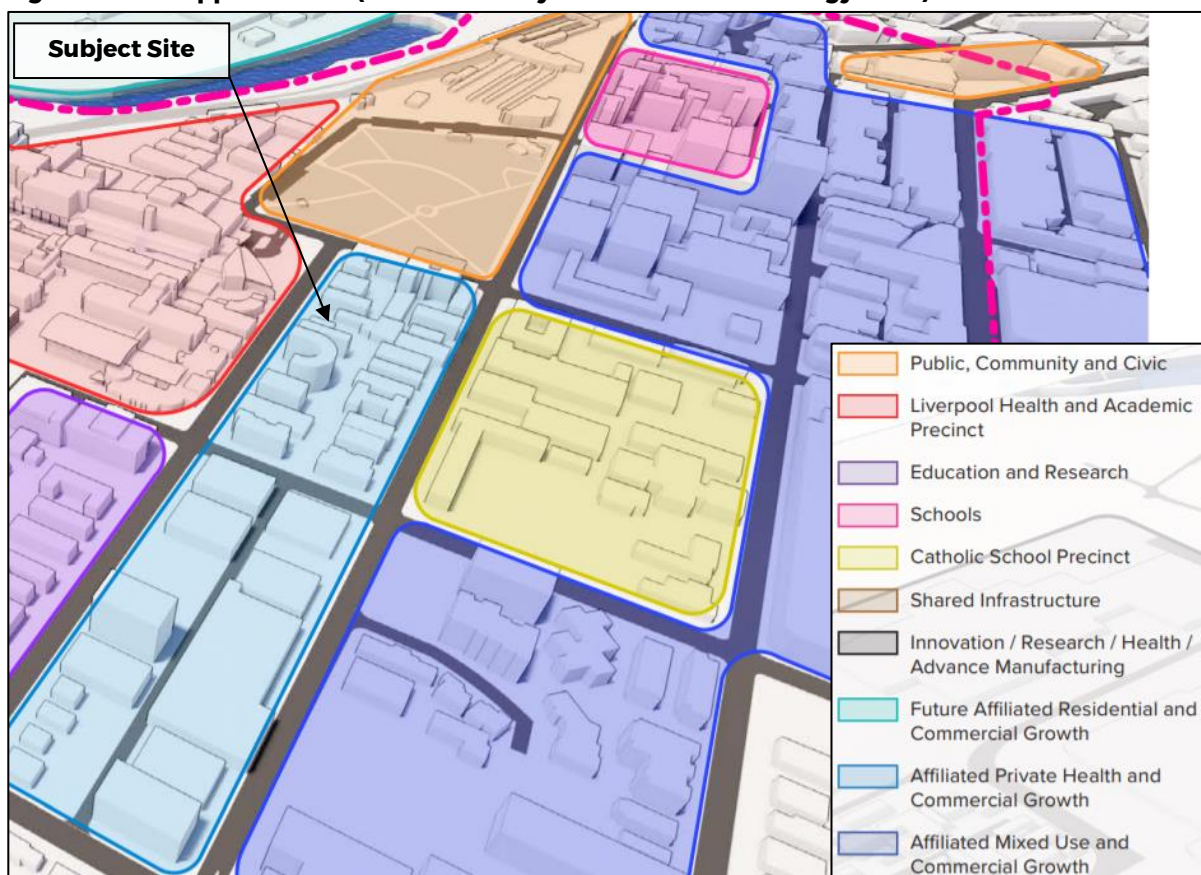 Subject Site
Public, Community and Civic
Liverpool Health and Academic
Precinct
Education and Research
Schools
Catholic School Precinct
Shared Infrastructure
Innovation / Research / Health /
Advance Manufacturing
Future Affiliated Residential and
Commercial Growth
Affiliated Private Health and
Commercial Growth
Affiliated Mixed Use and
Commercial Growth